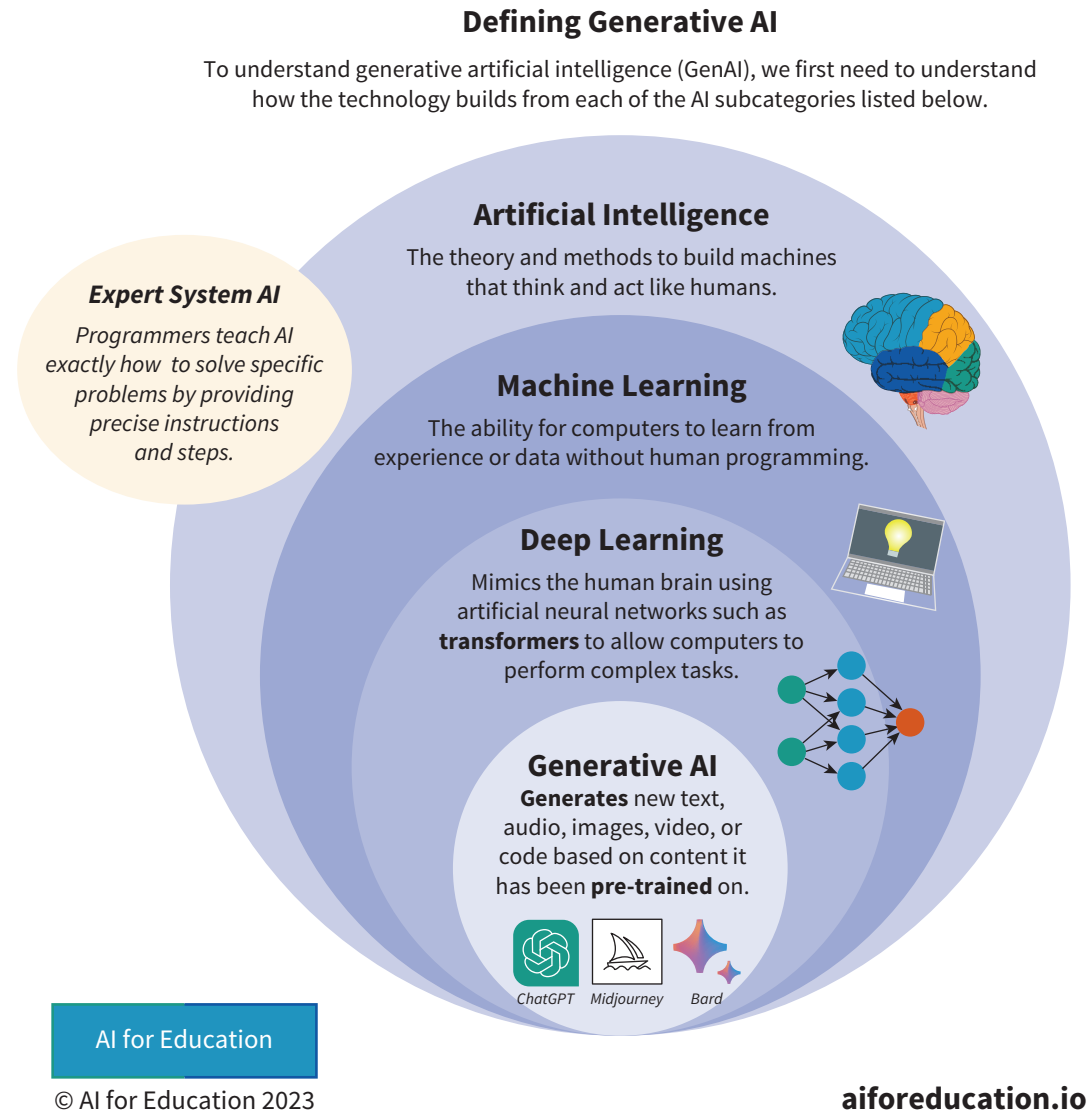 Defining Generative AI
To understand generative artificial intelligence (GenAI), we first need to understand
how the technology builds from each of the AI subcategories listed below.
Artificial Intelligence
The theory and methods to build machines
that think and act like humans.
Expert System AI
Programmers teach AI
exactly how to solve specific
problems by providing
precise instructions
and steps.
Machine Learning
The ability for computers to learn from
experience or data without human programming.
Deep Learning
Mimics the human brain using
artificial neural networks such as
transformers to allow computers to
perform complex tasks.
Generative AI
Generates new text,
audio, images, video, or
code based on content it
has been pre-trained on.
ChatGPT Midjourney Bard
AI for Education
© AI for Education 2023
aiforeducation.io